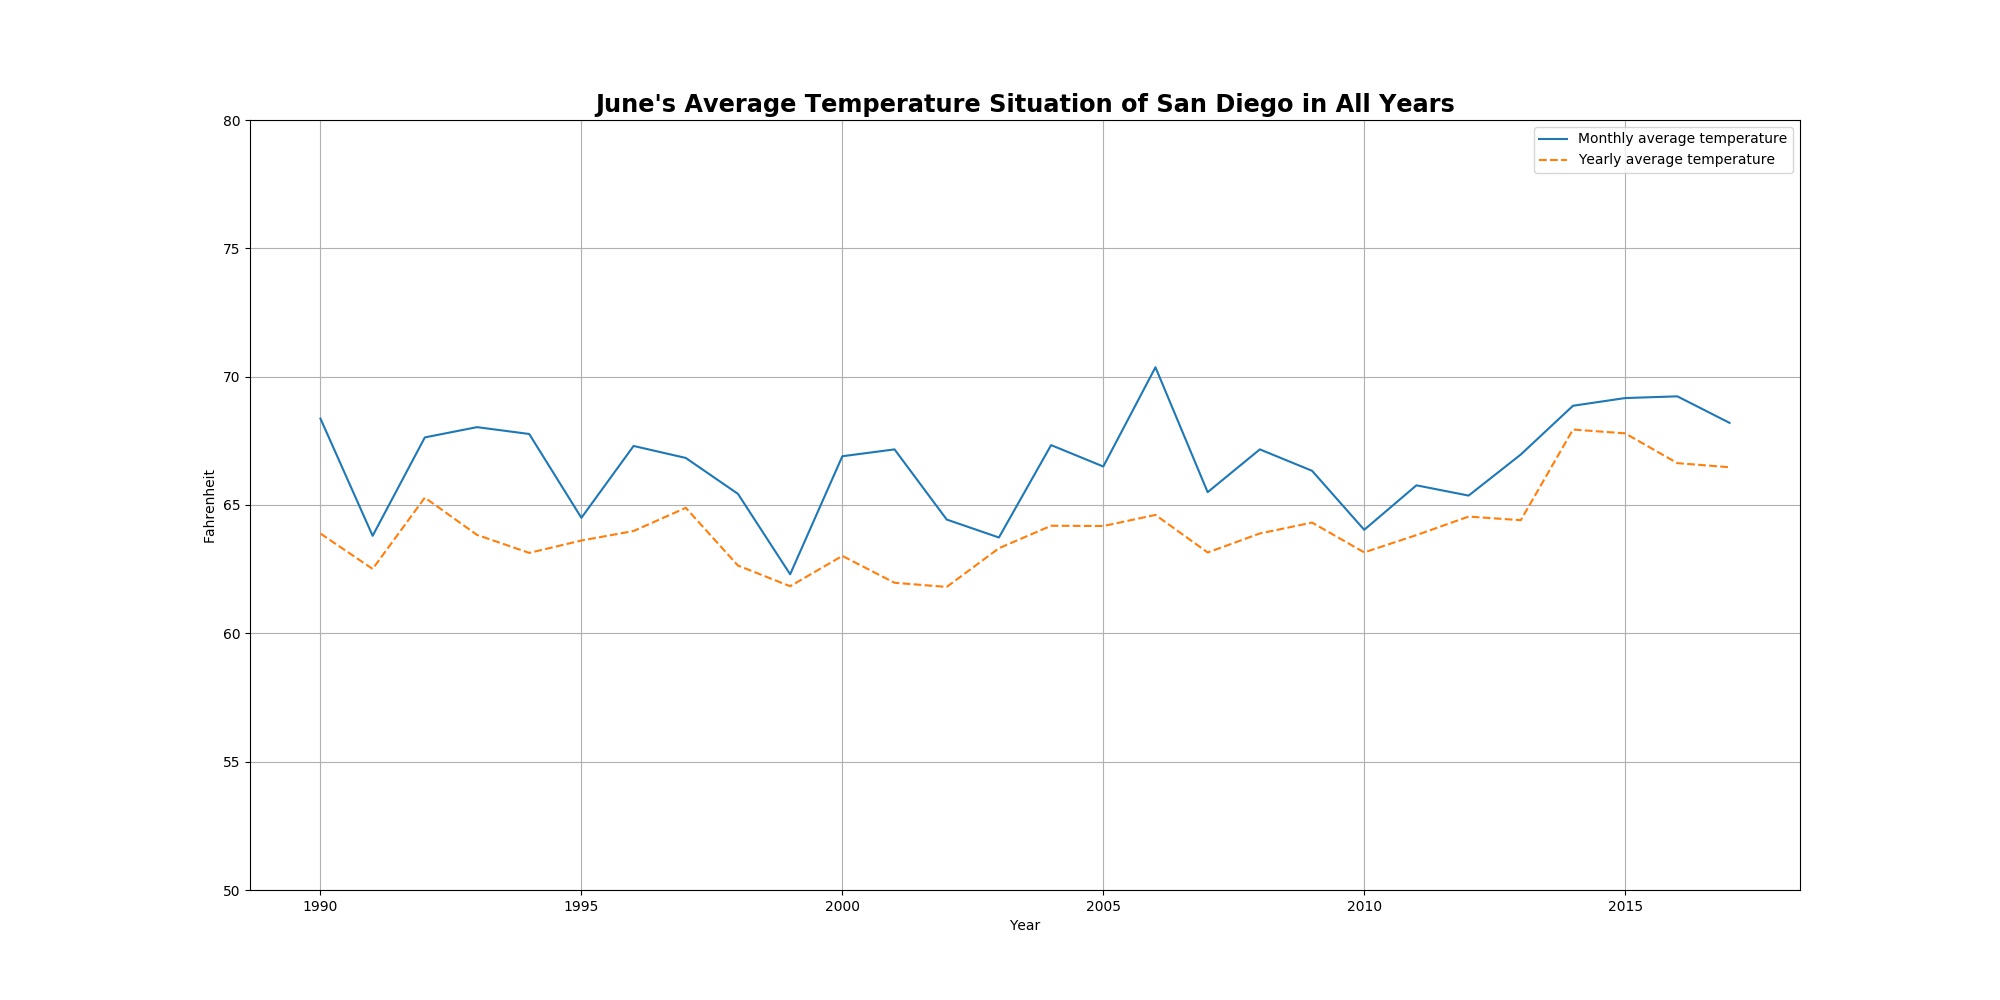 June's Average Temperature Situation of San Diego in All Years
Monthly average temperature
Yearly average temperature
80
75
70
65
60
55
50
Fahrenheit
1990 1995 2000 2005 2010 2015
Year